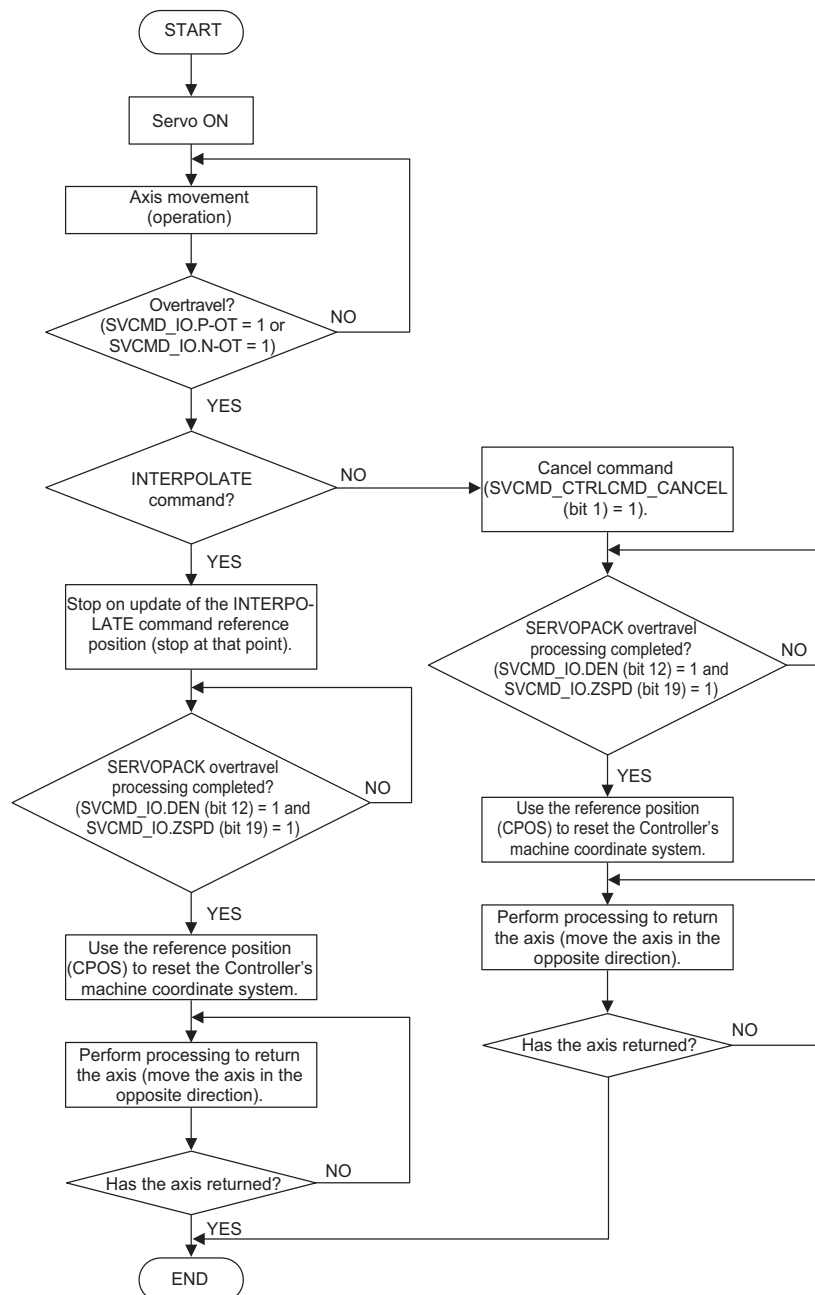 START
Servo ON
Axis movement
(operation)
Overtravel?
(SVCMD_IO.P-OT = 1 or
SVCMD_IO.N-OT = 1)
NO
YES
INTERPOLATE
command?
NO
YES
Stop on update of the INTERPO-
LATE command reference
position (stop at that point).
SERVOPACK overtravel
processing completed?
(SVCMD_IO.DEN (bit 12) = 1 and
SVCMD_IO.ZSPD (bit 19) = 1)
NO
YES
Use the reference position
(CPOS) to reset the Controller's
machine coordinate system.
Perform processing to return
the axis (move the axis in the
opposite direction).
Has the axis returned?
NO
YES
END
Cancel command
(SVCMD_CTRLCMD_CANCEL
(bit 1) = 1).
SERVOPACK overtravel
processing completed?
(SVCMD_IO.DEN (bit 12) = 1 and
SVCMD_IO.ZSPD (bit 19) = 1)
NO
YES
Use the reference position
(CPOS) to reset the Controller's
machine coordinate system.
Perform processing to return
the axis (move the axis in the
opposite direction).
Has the axis returned?
NO